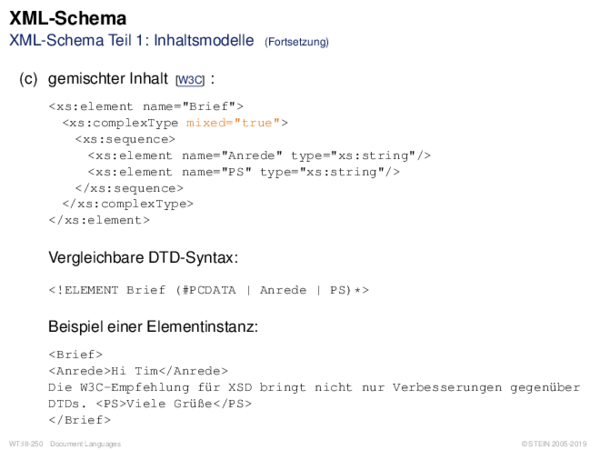 XML-Schema
XML-Schema Teil 1: Inhaltsmodelle (Fortsetzung)
(c) gemischter Inhalt [W3C] :
<xs:element name="Brief">
<xs:complexType mixed="true">
<xs:sequence>
<xs:element name="Anrede" type="xs:string"/>
<xs:element name="PS" type="xs:string"/>
</xs:sequence>
</xs:complexType>
</xs:element>
Vergleichbare DTD-Syntax:
<!ELEMENT Brief (#PCDATA | Anrede | PS)*>
Beispiel einer Elementinstanz:
<Brief>
<Anrede>Hi Tim</Anrede>
Die W3C-Empfehlung für XSD bringt nicht nur Verbesserungen gegenüber
DTDs. <PS>Viele Grüße</PS>
</Brief>
WT:III-250 Document Languages © STEIN 2005-2019